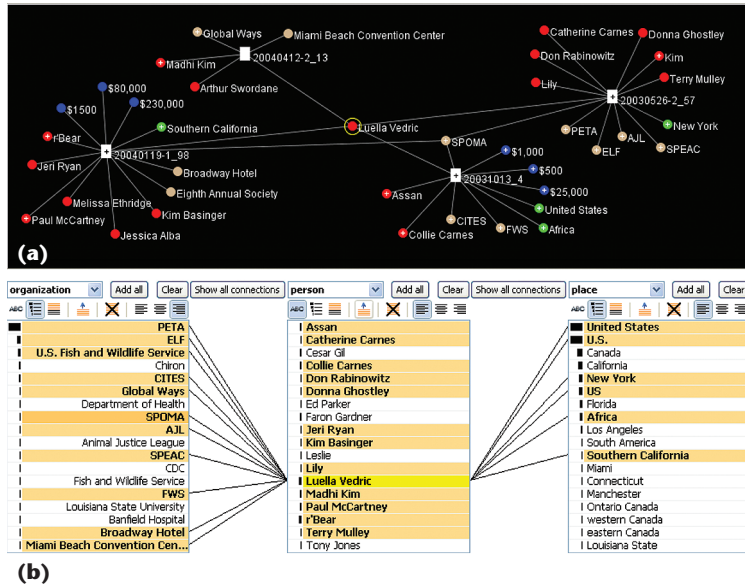 Global Ways
Miami Beach Convention Center
Madhi Kim
20040412-2_13
Arthur Swordane
Catherine Carnes
Donna Ghostley
Don Rabinowitz
Kim
Lily
Terry Mulley
20030526-2_57
PETA
ELF
AJL
New York
SPEAC
$80,000
$1500
$230,000
r'Bear
Southern California
Luella Vedric
Jeri Ryan
20040119-1_98
Broadway Hotel
Melissa Ethridge
Eighth Annual Society
Paul McCartney
Kim Basinger
Jessica Alba
SPOMA
$1,000
20031013_4
$500
$25,000
Assan
United States
CITES
Collie Carnes
FWS
Africa
(a)
organization Add all Clear Show all connections
ABC
PETA
ELF
U.S. Fish and Wildlife Service
Chiron
CITES
Global Ways
Department of Health
SPOMA
AJL
Animal Justice League
SPEAC
CDC
Fish and Wildlife Service
FWS
Louisiana State University
Banfield Hospital
Broadway Hotel
Miami Beach Convention Cen...
person Add all Clear Show all connections
ABC
Assan
Catherine Carnes
Cesar Gil
Collie Carnes
Don Rabinowitz
Donna Ghostley
Ed Parker
Faron Gardner
Jeri Ryan
Kim Basinger
Leslie
Lily
Luella Vedric
Madhi Kim
Paul McCartney
r'Bear
Terry Mulley
Tony Jones
place Add all Clear
ABC
United States
U.S.
Canada
California
New York
US
Florida
Africa
Los Angeles
South America
Southern California
Miami
Connecticut
Manchester
Ontario Canada
western Canada
eastern Canada
Louisiana State
(b)